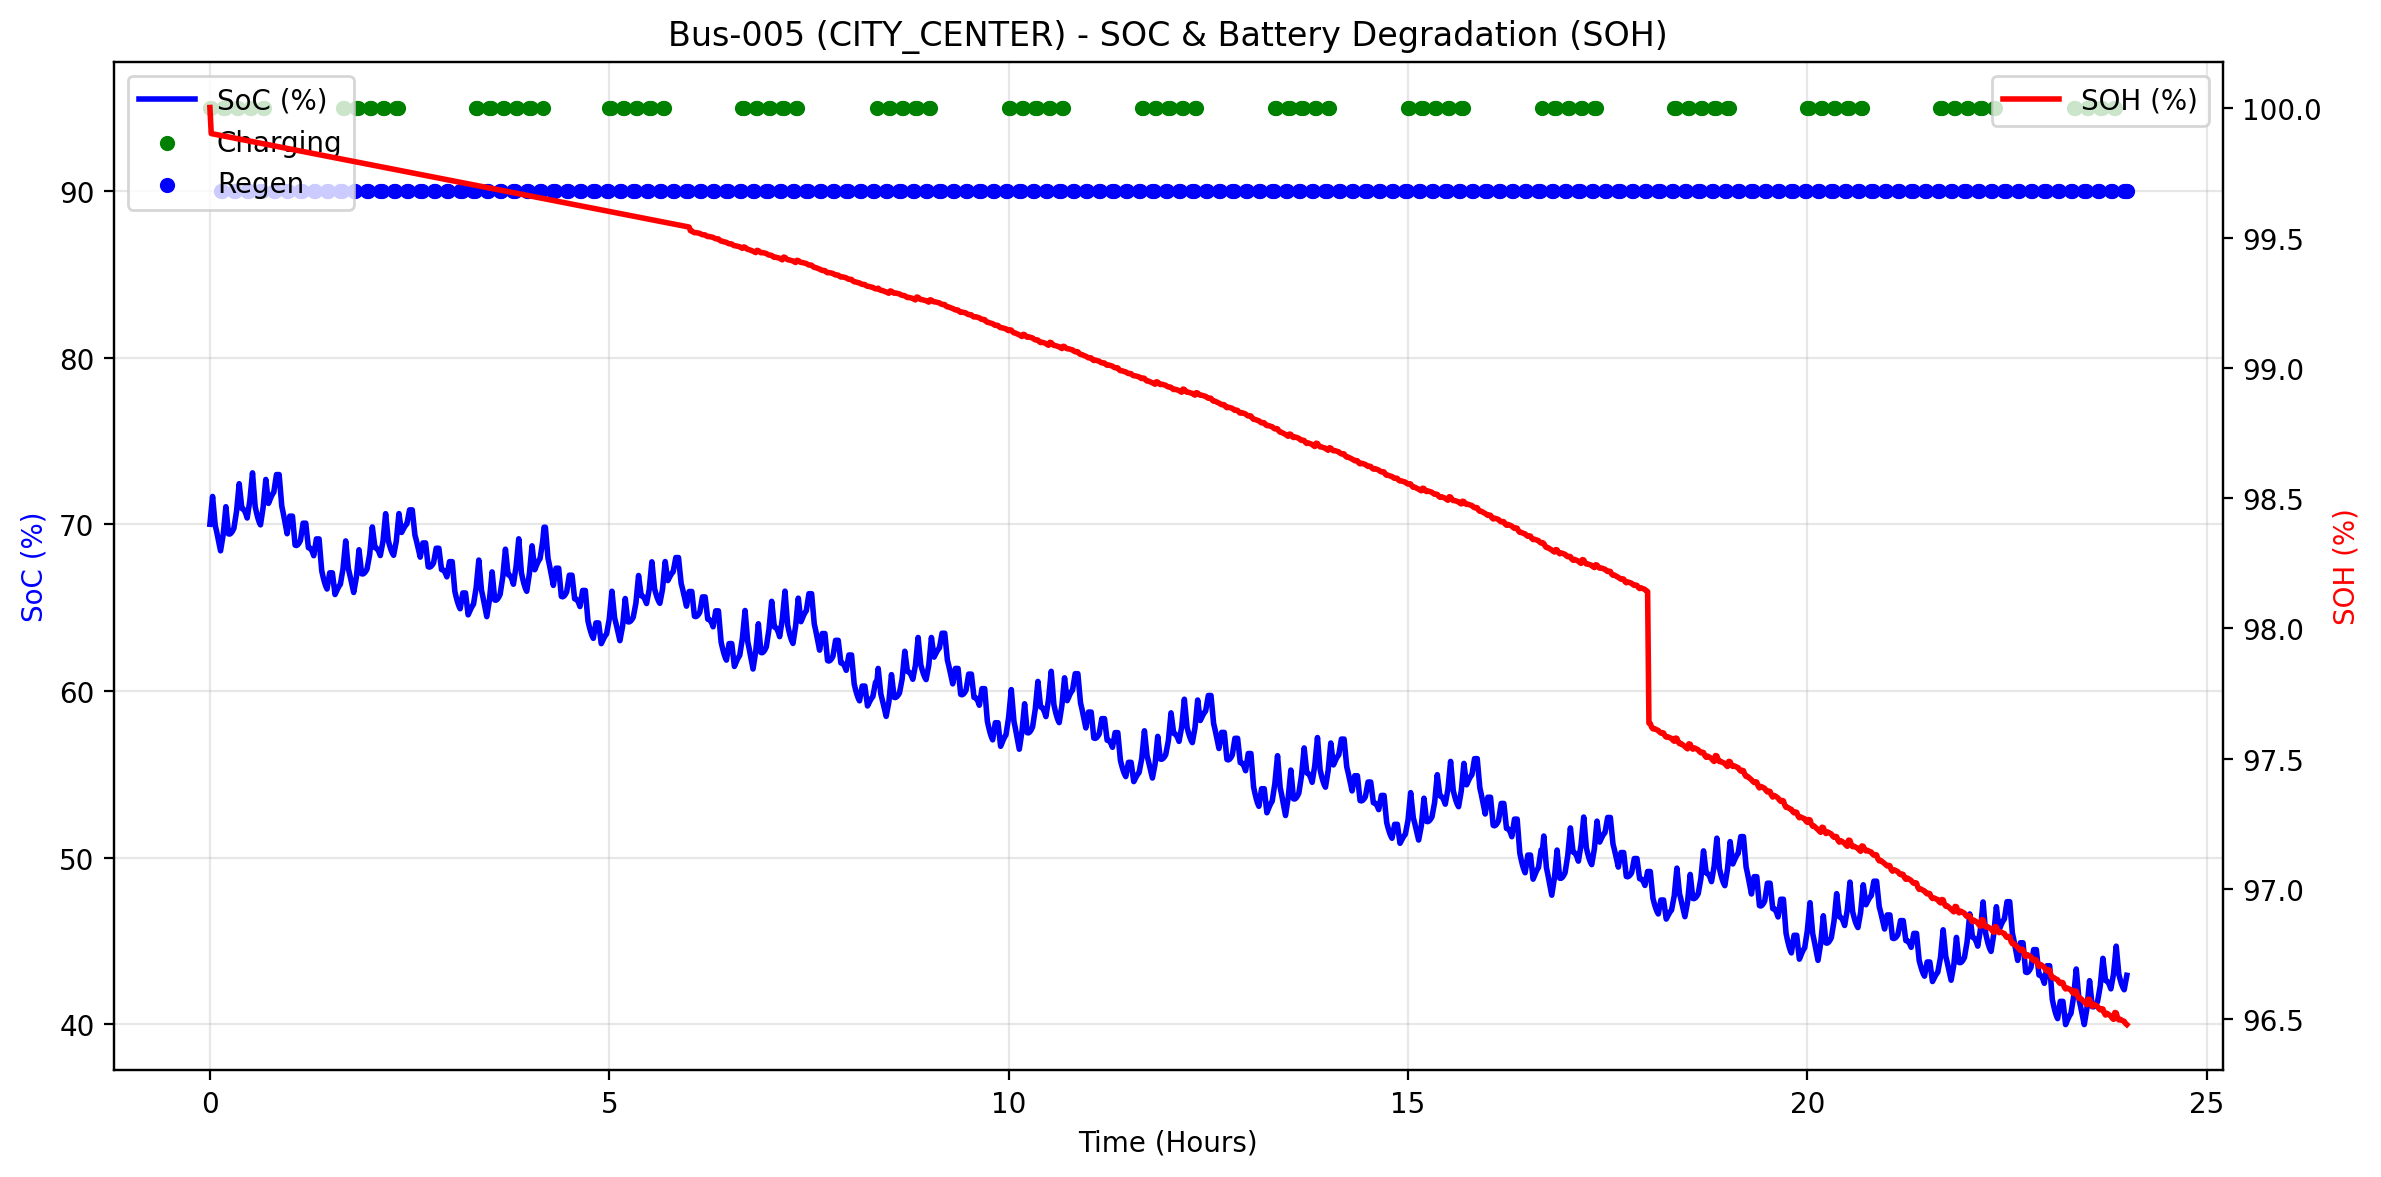 Bus-005 (CITY_CENTER) - SOC & Battery Degradation (SOH)
SoC (%)
Charging
Regen
SOH (%)
90
80
70
60
50
40
SoC (%)
100.0
99.5
99.0
98.5
98.0
97.5
97.0
96.5
SOH (%)
0 5 10 15 20 25
Time (Hours)